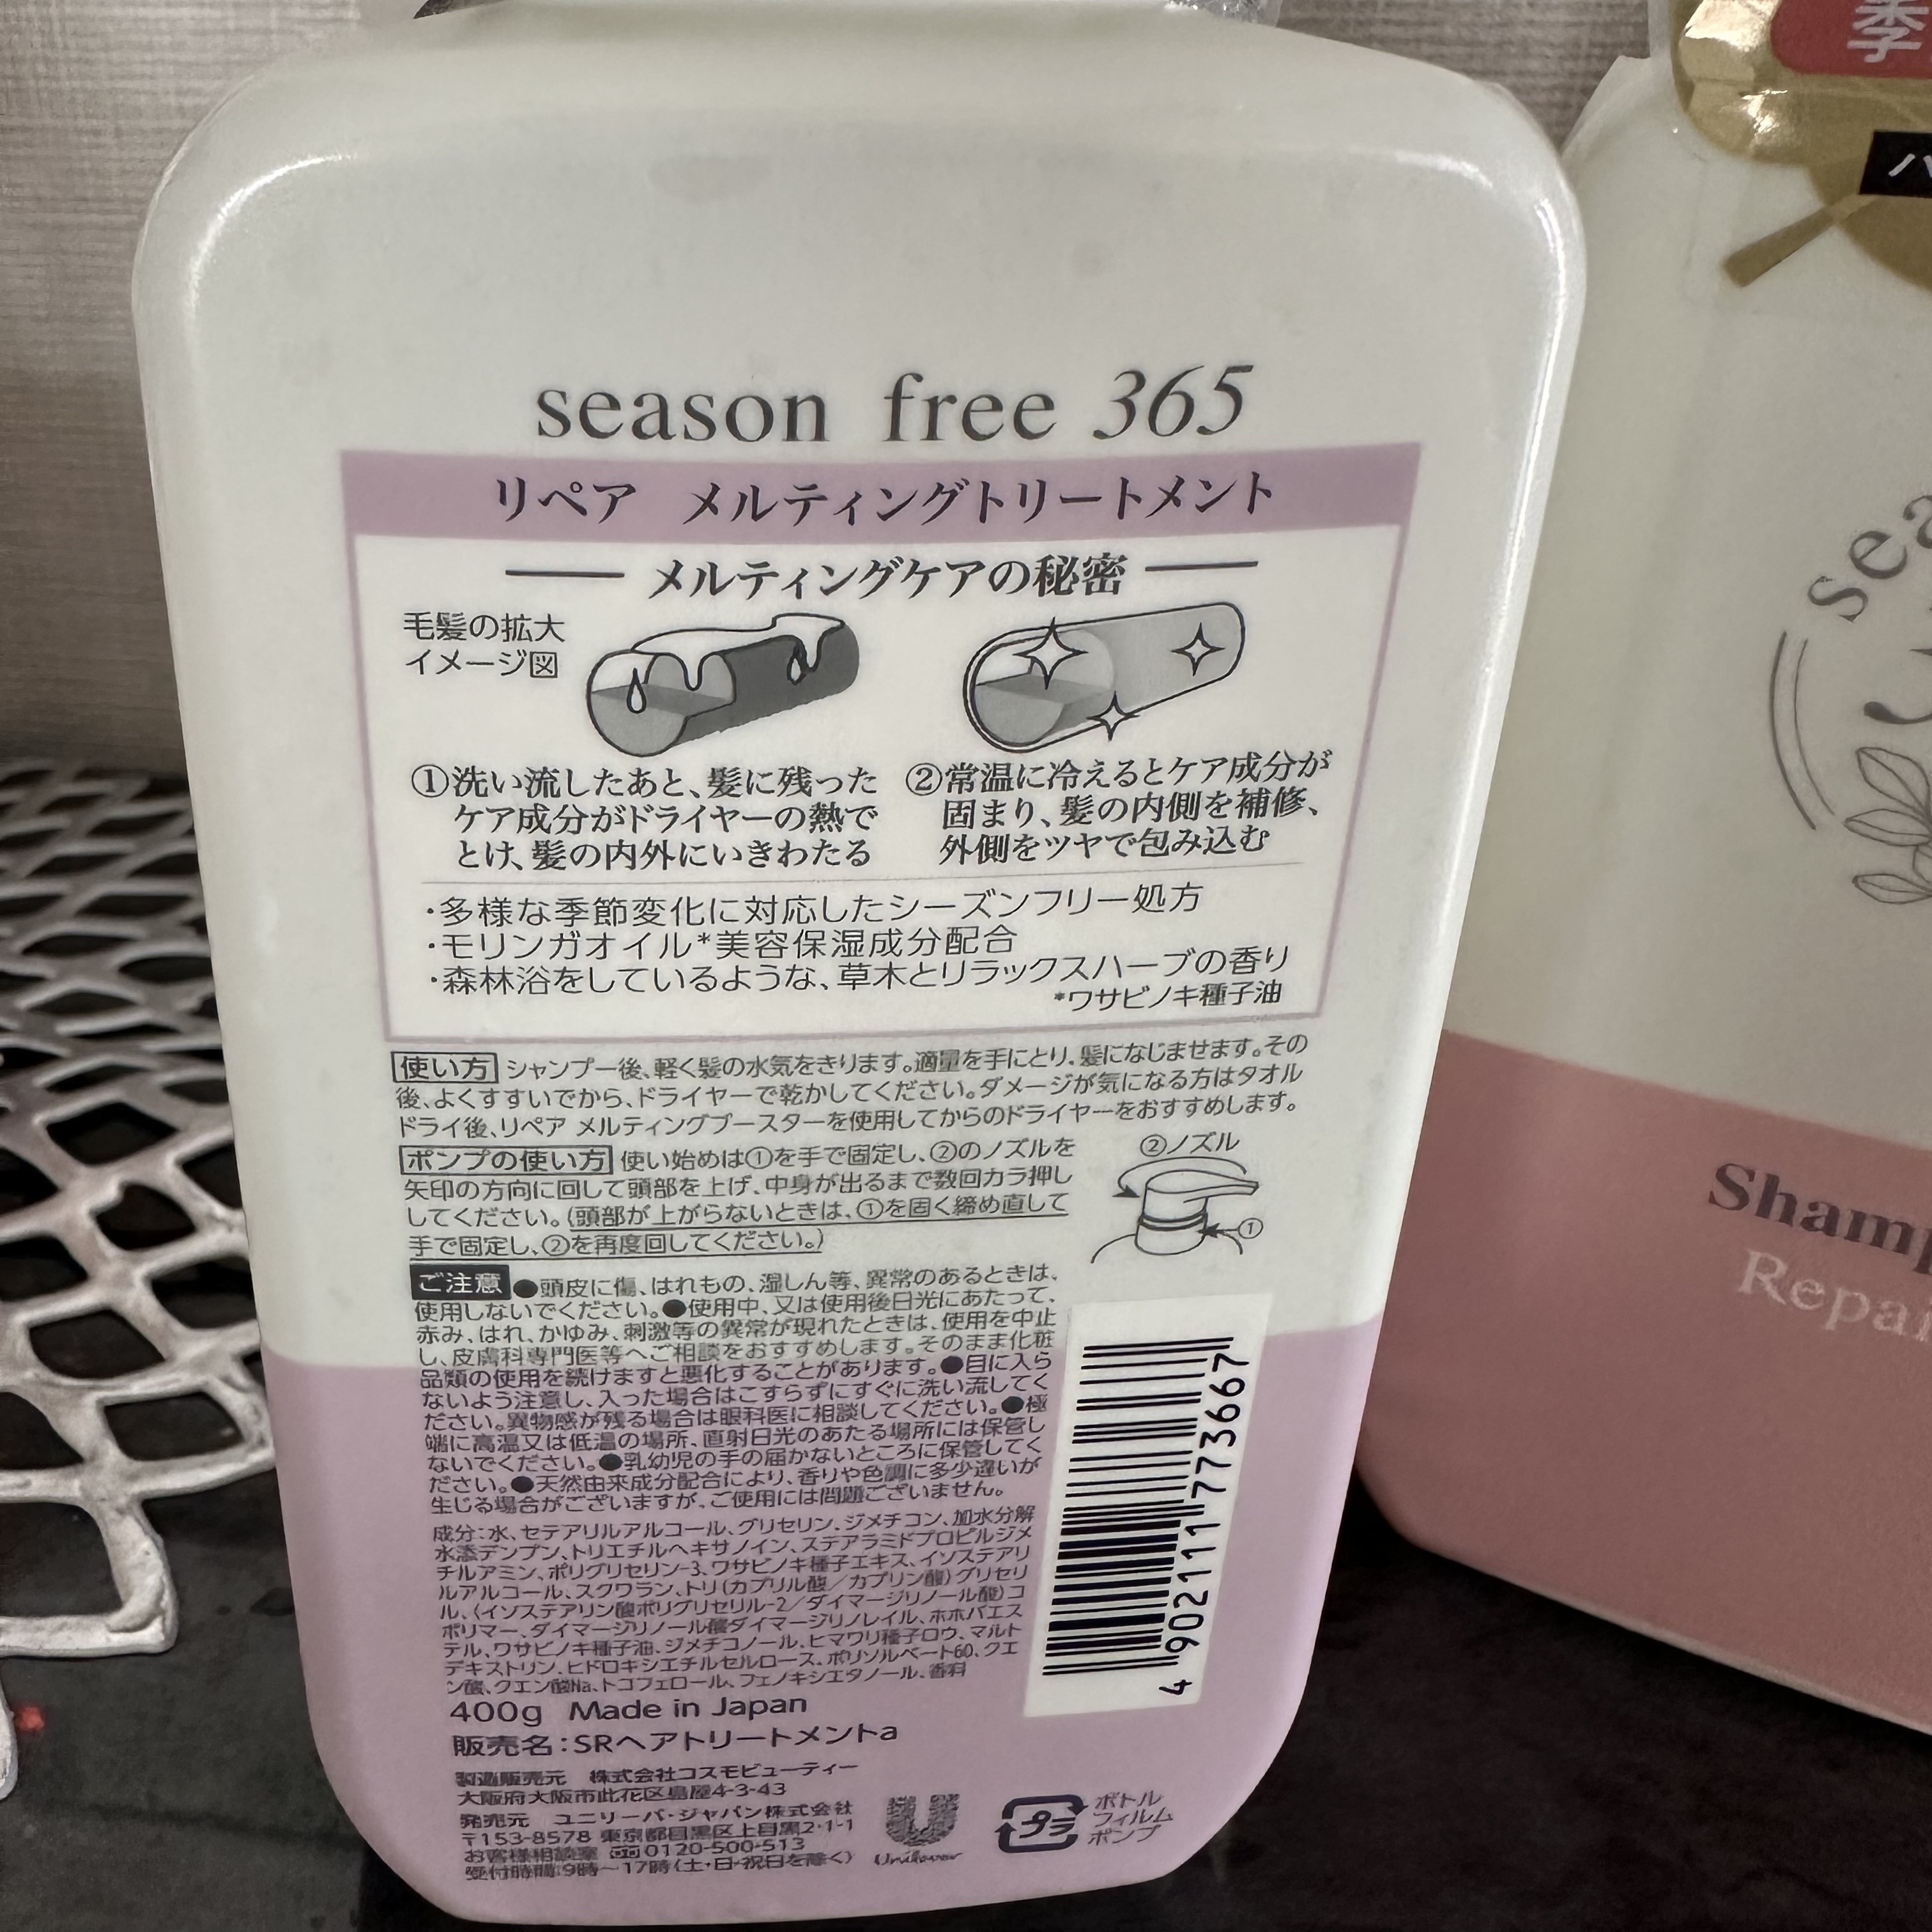 season free 365
リペア メルティングトリートメント
メルティングケアの秘密
毛髪の拡大
イメージ図
①洗い流したあと、髪に残った
ケア成分がドライヤーの熱で
とけ、髪の内外にいきわたる
②常温に冷えるとケア成分が
固まり、髪の内側を補修、
外側をツヤで包み込む
・多様な季節変化に対応したシーズンフリー処方
・モリンガオイル*美容保湿成分配合
・森林浴をしているような、草木とリラックスハーブの香り
*ワサビノキ種子油
使い方 シャンプー後、軽く髪の水気をきります。適量を手にとり、髪になじませます。その
後、よくすすいでから、ドライヤーで乾かしてください。ダメージが気になる方はタオル
ドライ後、リペア メルティングブースターを使用してからのドライヤーをおすすめします。
ポンプの使い方 使い始めは①を手で固定し、②のノズルを
矢印の方向に回して頭部を上げ、中身が出るまで数回カラ押し
してください。(頭部が上がらないときは、①を固く締め直して
手で固定し、②を再度回してください。)
②ノズル
①
ご注意 ●頭皮に傷、はれもの、湿しん等、異常のあるときは、
使用しないでください。●使用中、又は使用後日光にあたって、
赤み、はれ、かゆみ、刺激等の異常が現れたときは、使用を中止
し、皮膚科専門医等へご相談をおすすめします。そのまま化粧
品類の使用を続けますと悪化することがあります。●目に入ら
ないよう注意し、入った場合はこすらずにすぐに洗い流してく
ださい。異物感が残る場合は眼科医に相談してください。●極
端に高温又は低温の場所、直射日光のあたる場所には保管し
ないでください。●乳幼児の手の届かないところに保管してく
ださい。●天然由来成分配合により、香りや色調に多少違いが
生じる場合がございますが、ご使用には問題ございません。
成分:水、セテアリルアルコール、グリセリン、ジメチコン、加水分解
水添デンプン、トリエチルヘキサノイン、ステアラミドプロピルジメ
チルアミン、ポリグリセリン-3、ワサビノキ種子エキス、イソステアリ
ルアルコール、スクワラン、トリ(カプリル酸/カプリン酸)グリセリ
ル、(イソステアリン酸ポリグリセリル-2/ダイマージリノール酸)コ
ポリマー、ダイマージリノール酸ダイマージリノレイル、ホホバエス
テル、ワサビノキ種子油、ジメチコノール、ヒマワリ種子ロウ、マルト
デキストリン、ヒドロキシエチルセルロース、ポリソルベート60、クエ
ン酸、クエン酸Na、トコフェロール、フェノキシエタノール、香料
400g Made in Japan
販売名:SRヘアトリートメントa
製造販売元 株式会社コスモビューティー
大阪府大阪市此花区島屋4-3-43
発売元 ユニリーバ・ジャパン株式会社
〒153-8578 東京都目黒区上目黒2-1-1
お客様相談室 0120-500-513
受付時間:9時〜17時(土・日・祝日を除く)
Unilever
プラ
ボトル
フィルム
ポンプ
4 902111 773667
季
ハ
sea
Shamp
Repai